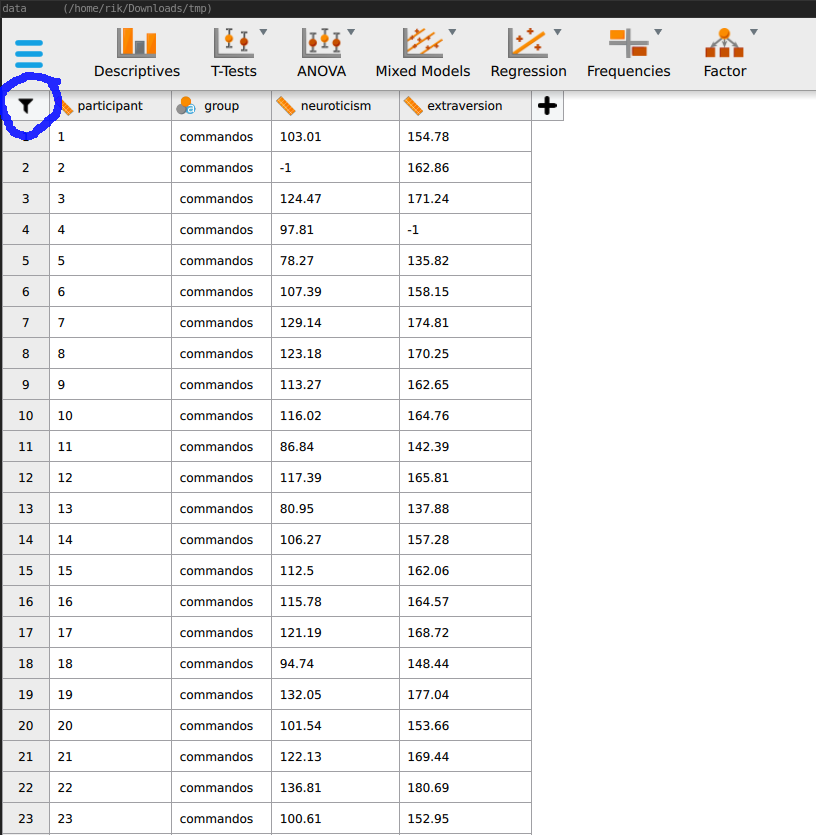 data (/home/rik/Downloads/tmp)
Descriptives T-Tests ANOVA Mixed Models Regression Frequencies Factor
participant group neuroticism extraversion
1 commandos 103.01 154.78
2 2 commandos -1 162.86
3 3 commandos 124.47 171.24
4 4 commandos 97.81 -1
5 5 commandos 78.27 135.82
6 6 commandos 107.39 158.15
7 7 commandos 129.14 174.81
8 8 commandos 123.18 170.25
9 9 commandos 113.27 162.65
10 10 commandos 116.02 164.76
11 11 commandos 86.84 142.39
12 12 commandos 117.39 165.81
13 13 commandos 80.95 137.88
14 14 commandos 106.27 157.28
15 15 commandos 112.5 162.06
16 16 commandos 115.78 164.57
17 17 commandos 121.19 168.72
18 18 commandos 94.74 148.44
19 19 commandos 132.05 177.04
20 20 commandos 101.54 153.66
21 21 commandos 122.13 169.44
22 22 commandos 136.81 180.69
23 23 commandos 100.61 152.95